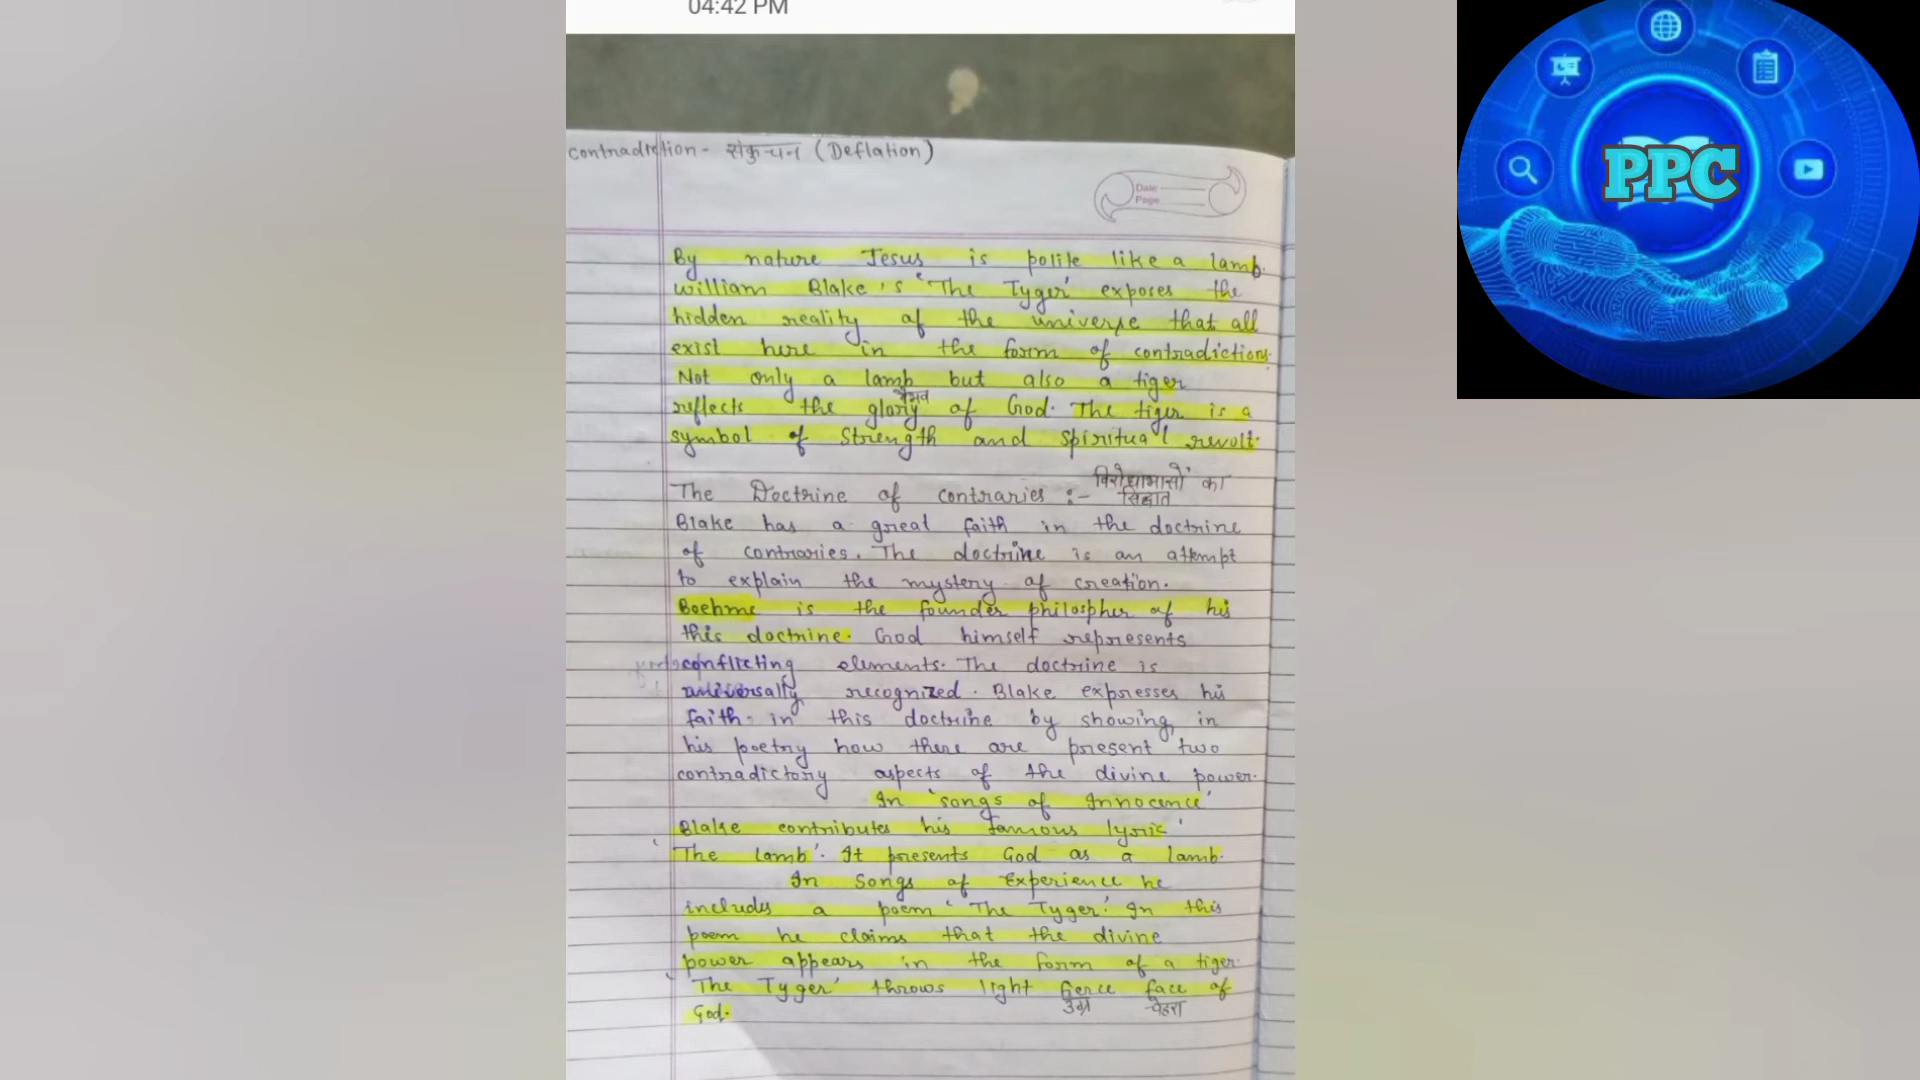 04:42 PM
PPC
contradiction - संकुचन (Deflation)
Date
Page
By nature Jesus is polite like a lamb.
william Blake's 'The Tyger' exposes the
hidden reality of the universe that all
exist here in the form of contradictions.
Not only a lamb but also a tiger
वैभव
reflects the glory of God. The tiger is a
symbol of strength and spiritual revolt.
विरोधाभासों का
The Doctrine of contraries :- सिद्धांत
Blake has a great faith in the doctrine
of contraries. The doctrine is an attempt
to explain the mystery of creation.
Boehme is the founder philospher of his
this doctrine. God himself represents
conflicting elements. The doctrine is
universally recognized. Blake expresses his
faith in this doctrine by showing in
his poetry how there are present two
contradictory aspects of the divine power.
In 'songs of Innocence'
Blake contributes his famous lyric '
'The lamb'. It presents God as a lamb.
In Songs of Experience he
includes a poem 'The Tyger'. In this
poem he claims that the divine
power appears in the form of a tiger.
'The Tyger' throws light fierce face of
उग्र चेहरा
God.